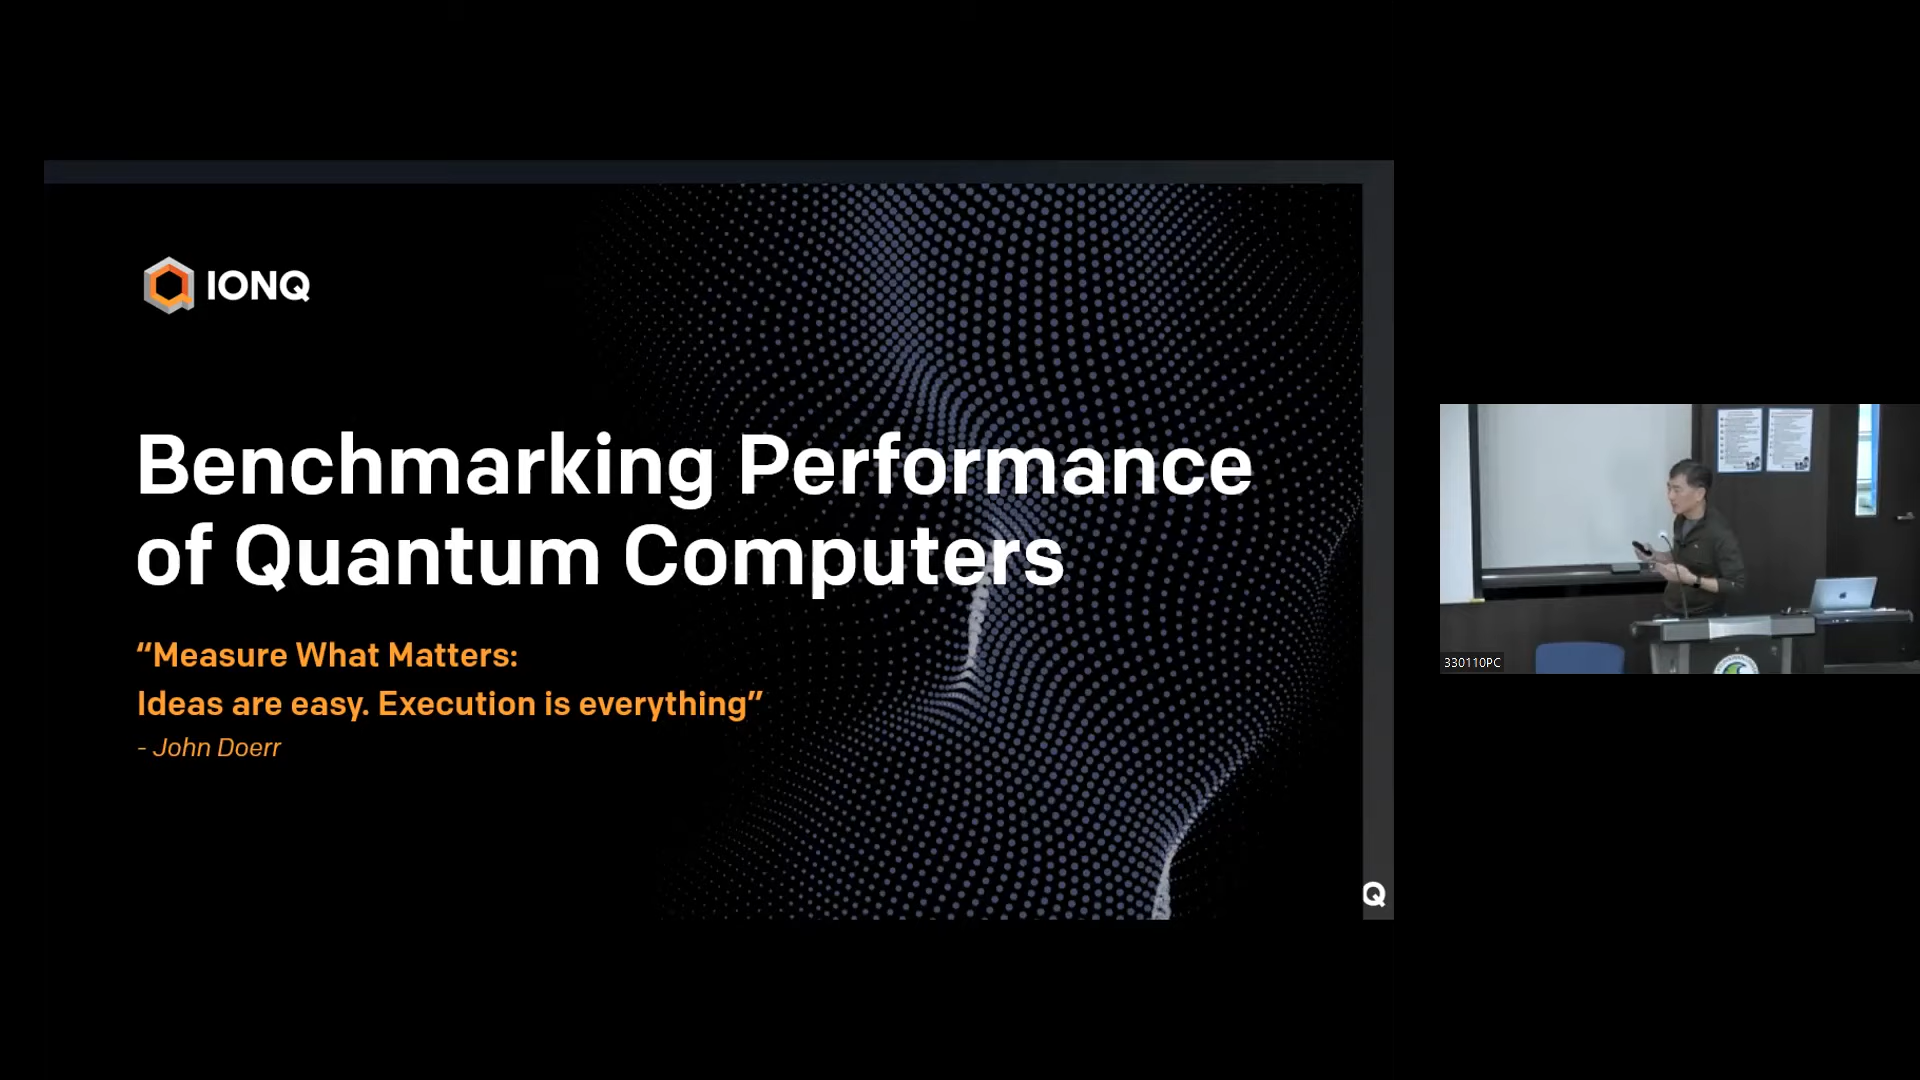 IONQ
Benchmarking Performance
of Quantum Computers
“Measure What Matters:
Ideas are easy. Execution is everything”
- John Doerr
Q
330110PC